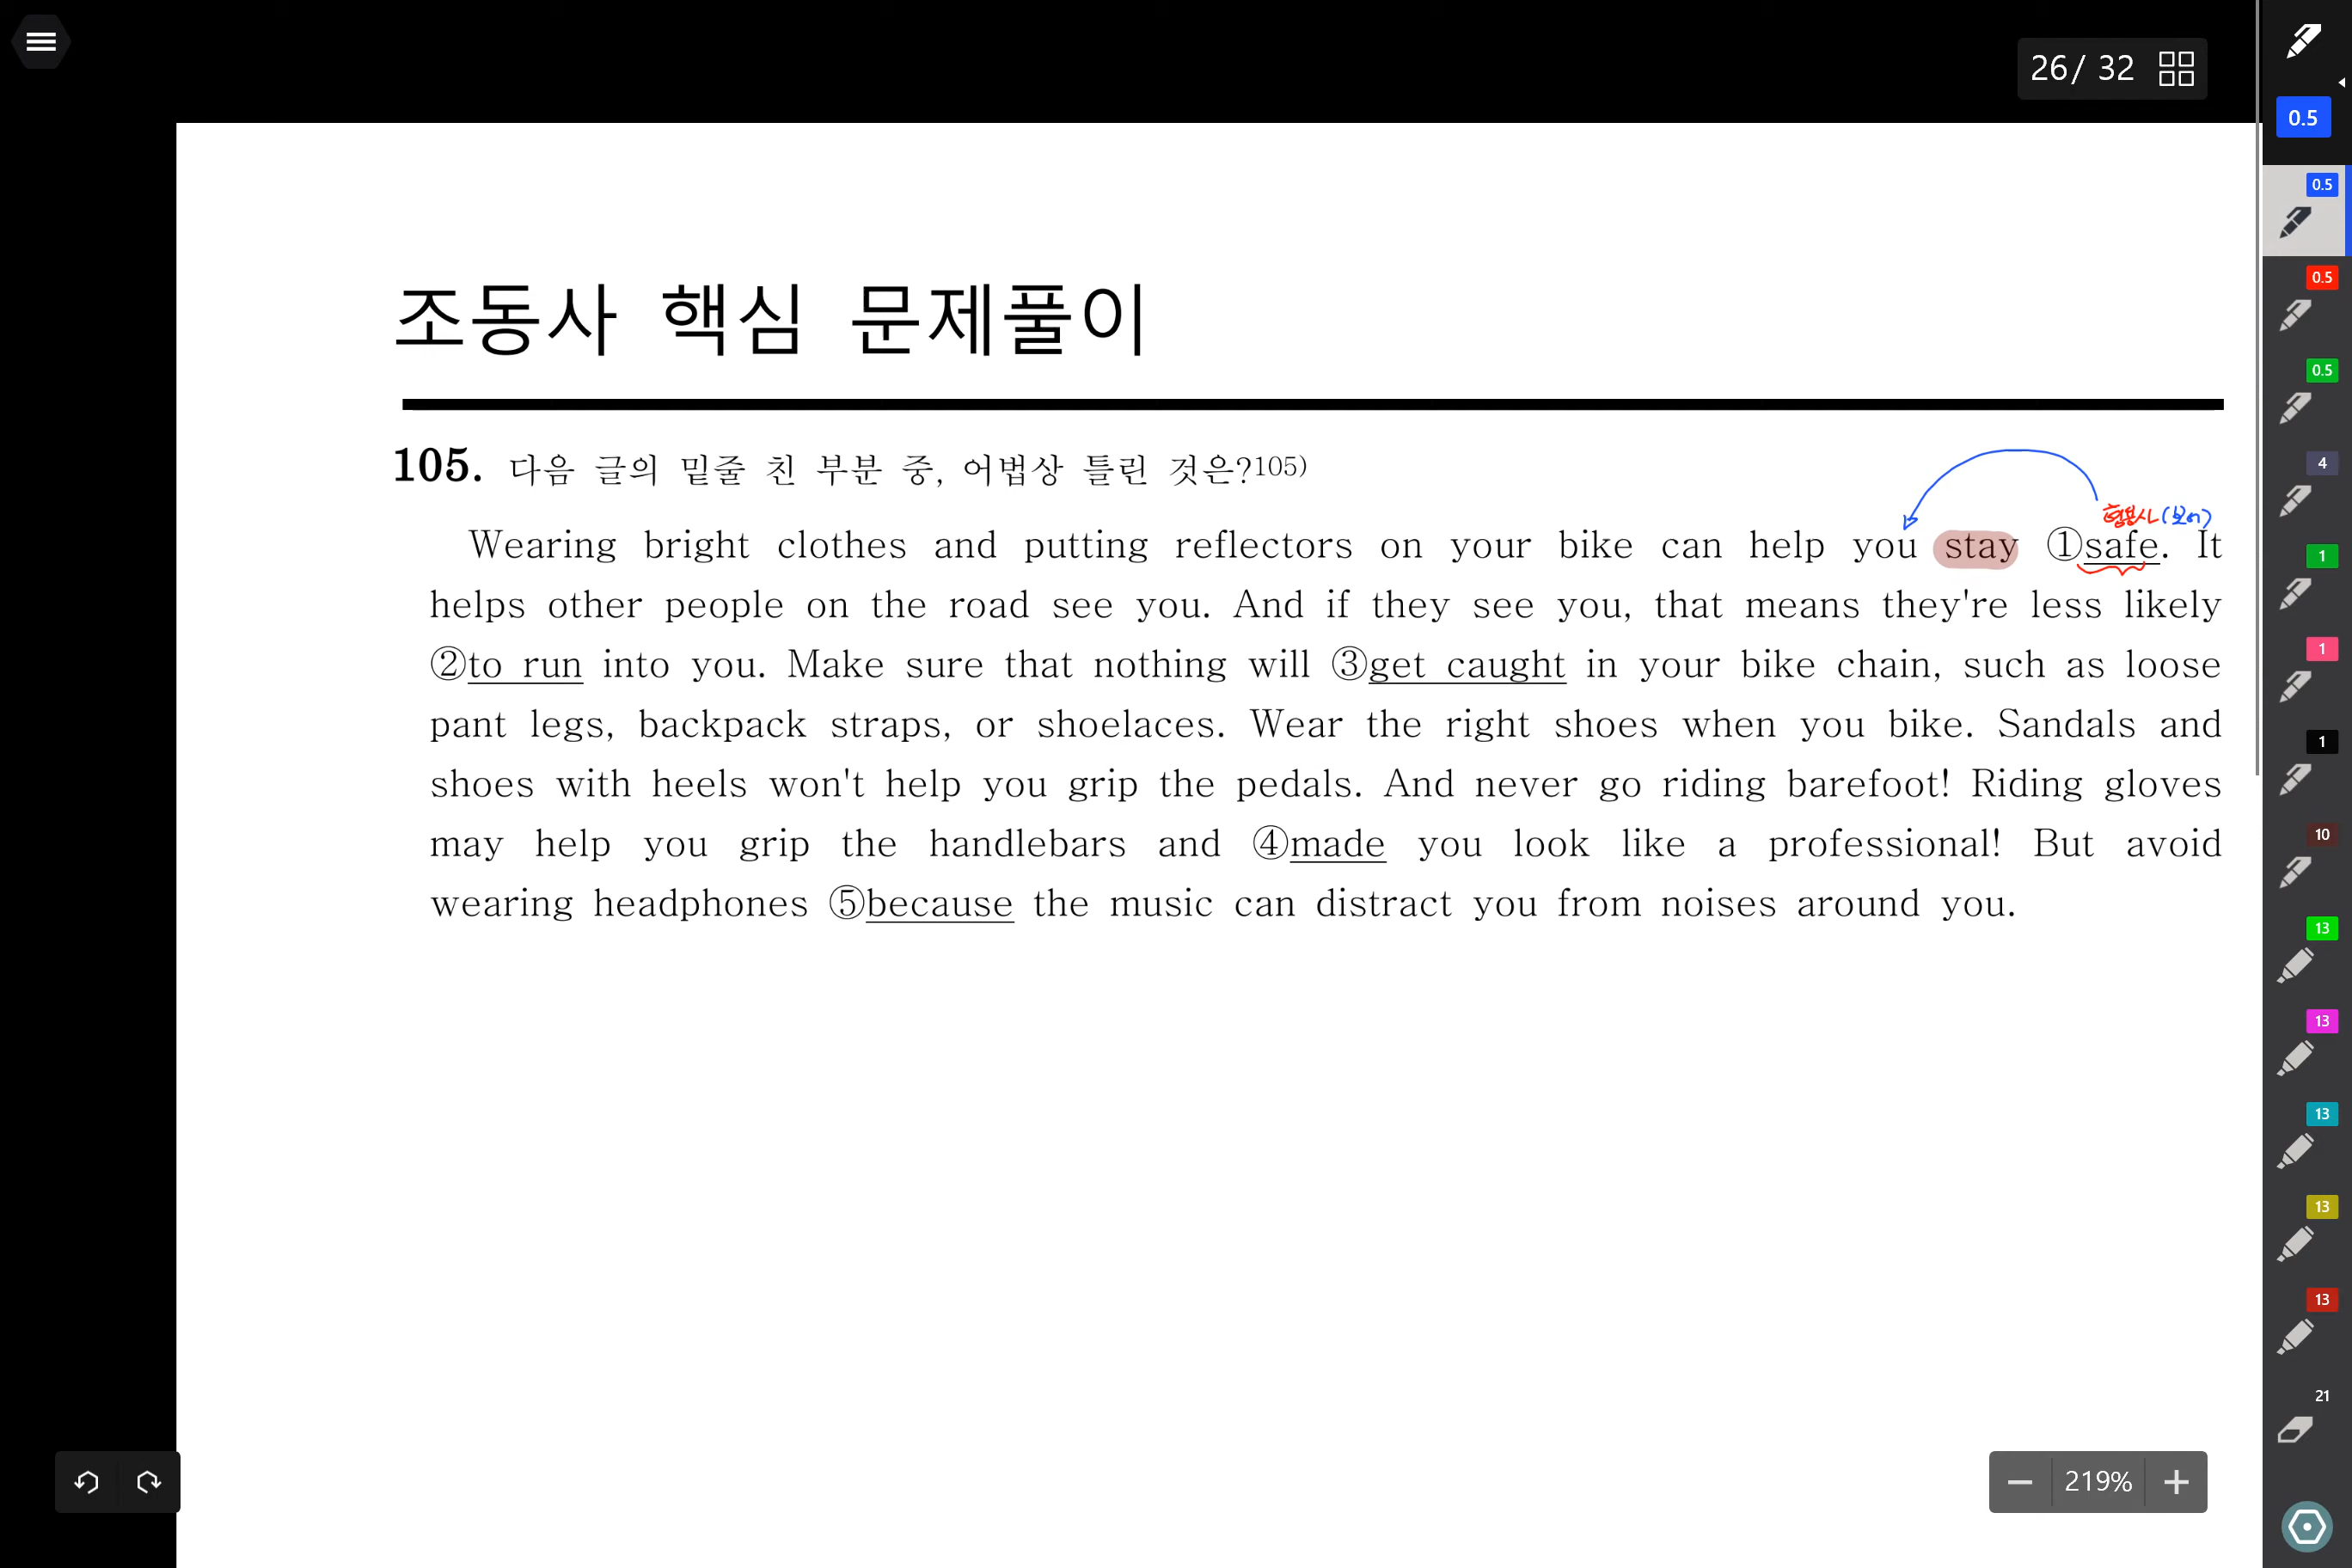 26/ 32
0.5
0.5
0.5
0.5
4
1
1
1
10
13
13
13
13
13
21
조동사 핵심 문제풀이
105. 다음 글의 밑줄 친 부분 중, 어법상 틀린 것은?105)
형용사(보어)
Wearing bright clothes and putting reflectors on your bike can help you stay ①safe. It
helps other people on the road see you. And if they see you, that means they're less likely
②to run into you. Make sure that nothing will ③get caught in your bike chain, such as loose
pant legs, backpack straps, or shoelaces. Wear the right shoes when you bike. Sandals and
shoes with heels won't help you grip the pedals. And never go riding barefoot! Riding gloves
may help you grip the handlebars and ④made you look like a professional! But avoid
wearing headphones ⑤because the music can distract you from noises around you.
219%